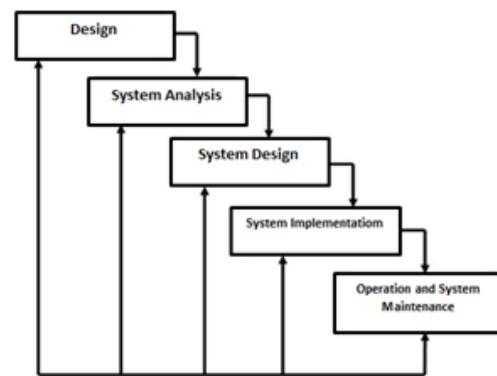 Design
System Analysis
System Design
System Implementatiom
Operation and System
Maintenance